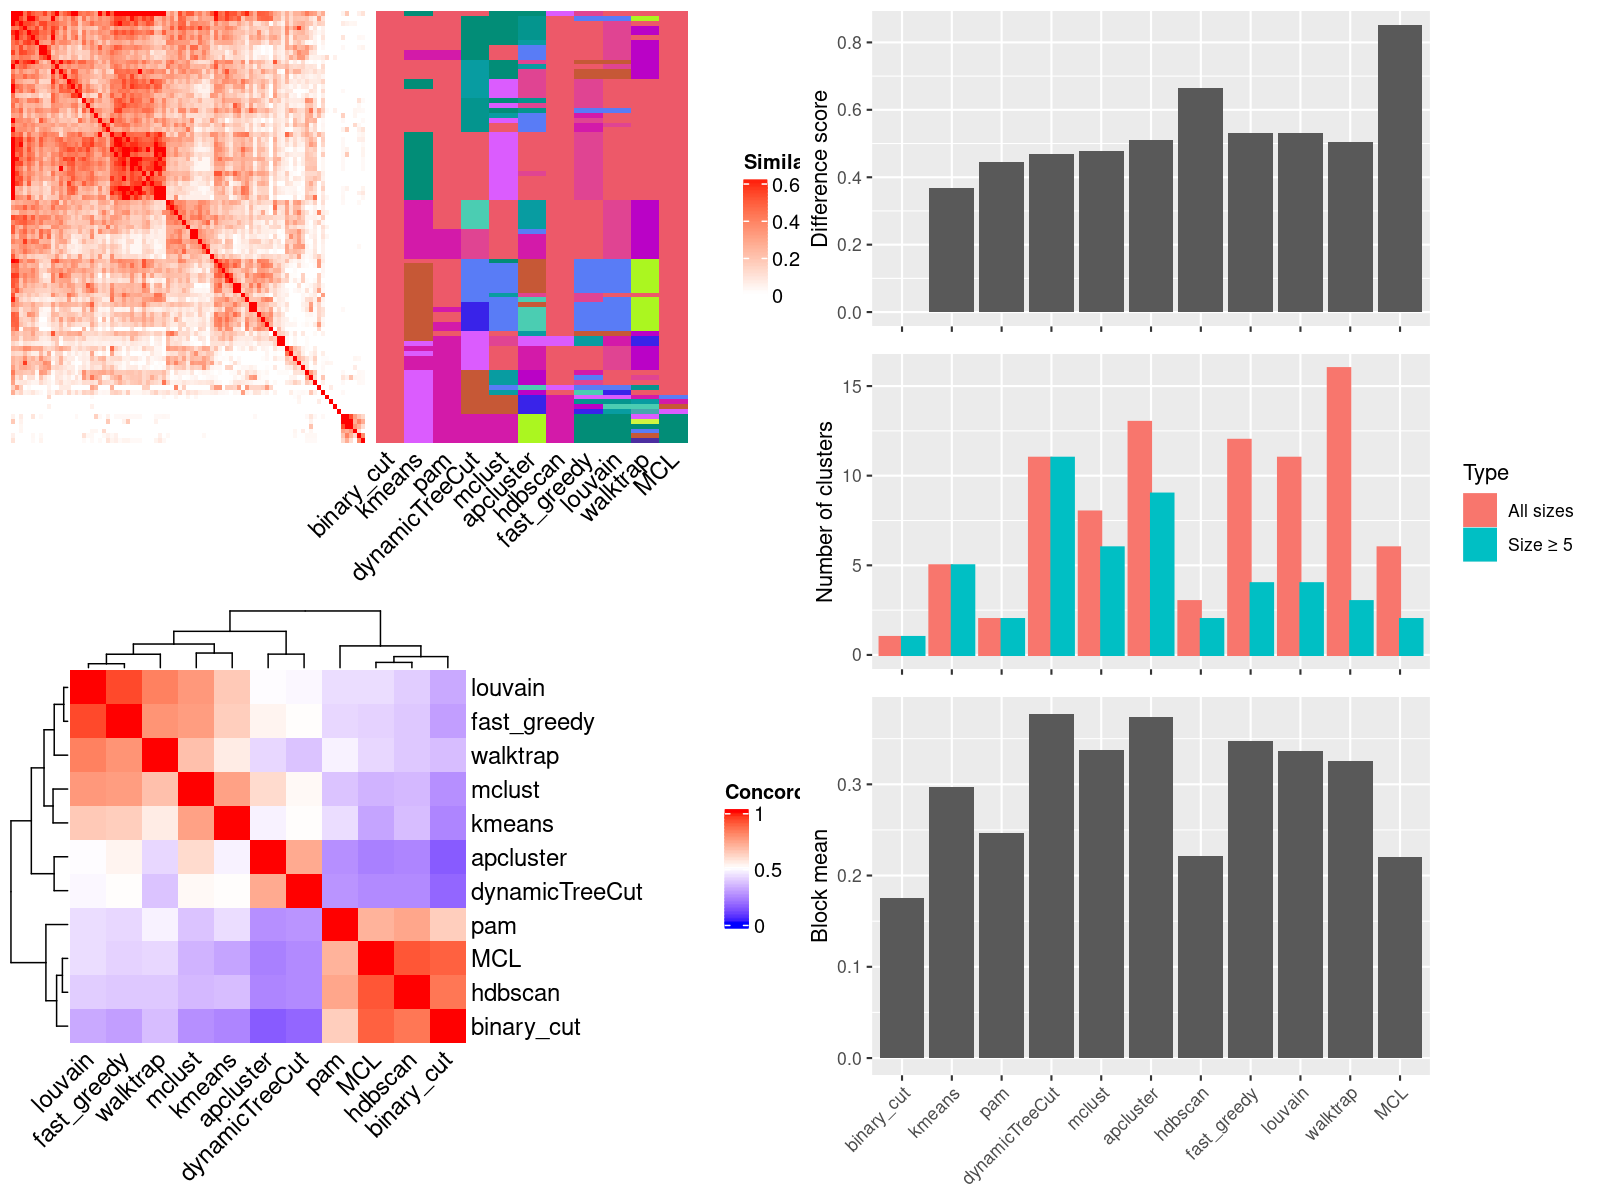 Simila
0.6
0.4
0.2
0
binary_cut
kmeans
pam
dynamicTreeCut
mclust
apcluster
hdbscan
fast_greedy
louvain
walktrap
MCL
Difference score
0.8
0.6
0.4
0.2
0.0
Number of clusters
15
10
5
0
Type
All sizes
Size ≥ 5
louvain
fast_greedy
walktrap
mclust
kmeans
apcluster
dynamicTreeCut
pam
MCL
hdbscan
binary_cut
louvain
fast_greedy
walktrap
mclust
kmeans
apcluster
dynamicTreeCut
pam
MCL
hdbscan
binary_cut
Concord
1
0.5
0
Block mean
0.3
0.2
0.1
0.0
binary_cut
kmeans
pam
dynamicTreeCut
mclust
apcluster
hdbscan
fast_greedy
louvain
walktrap
MCL